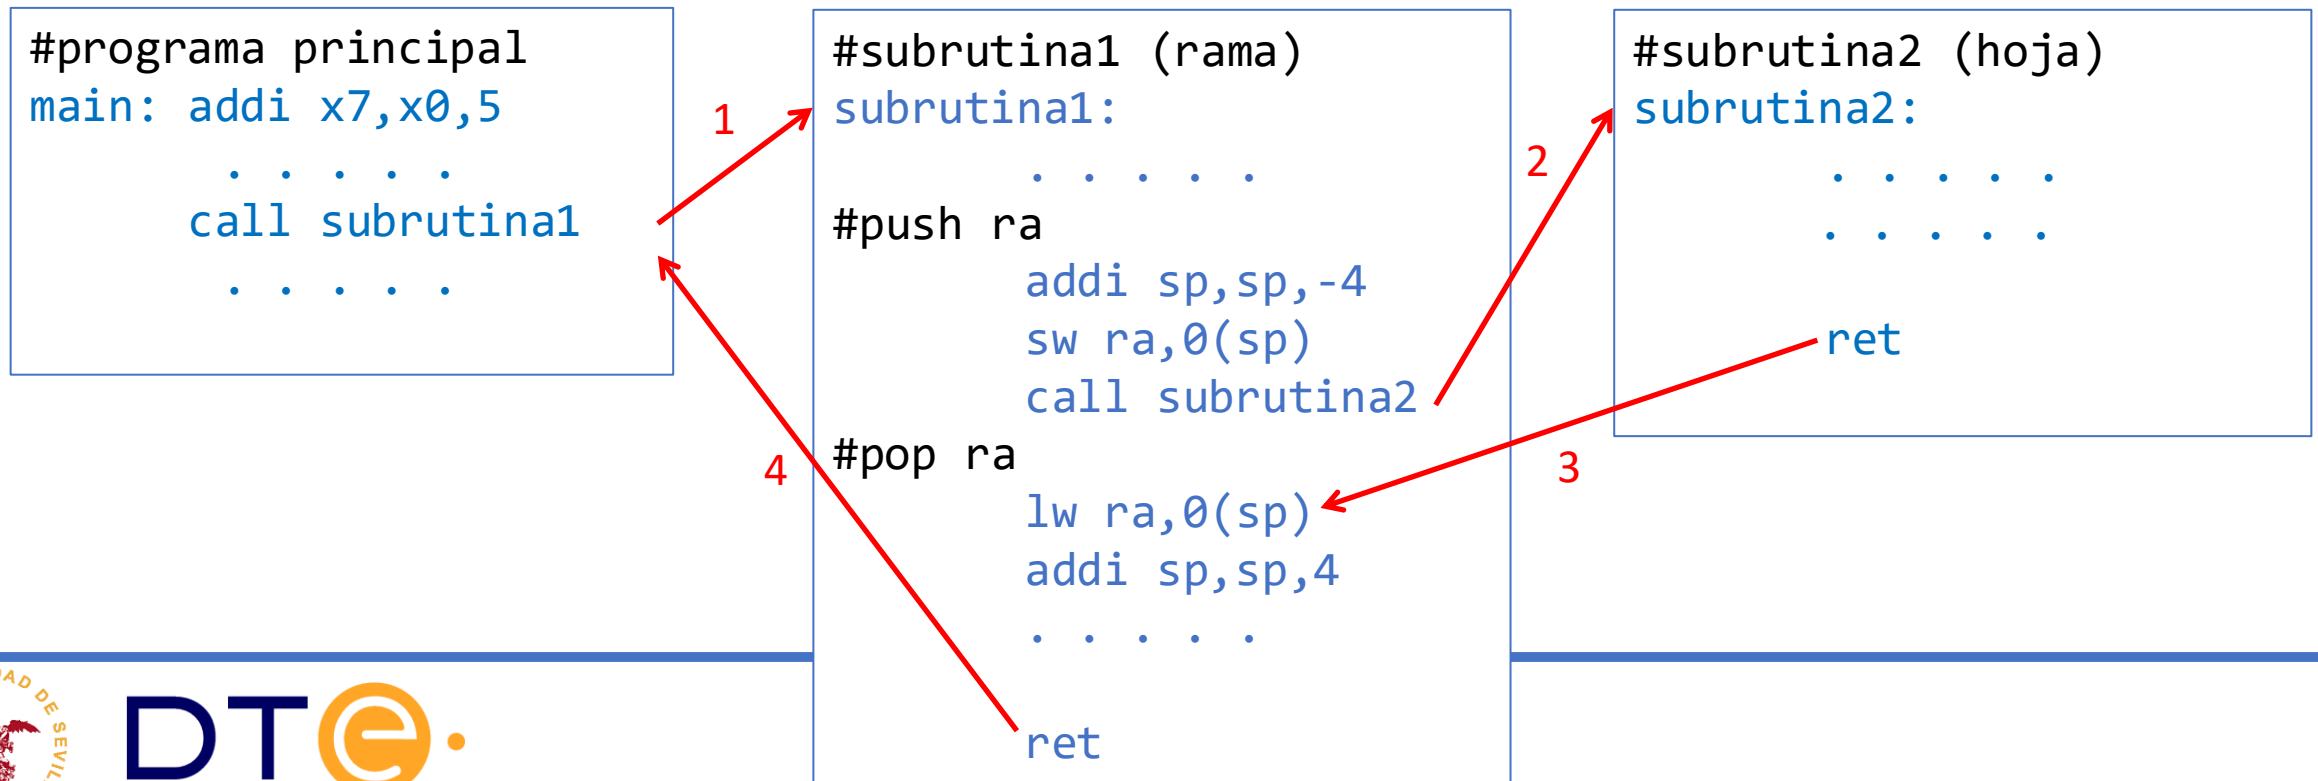 #programa principal
main: addi x7,x0,5
. . . . .
call subrutina1
. . . . .
1
#subrutina1 (rama)
subrutina1:
. . . . .
#push ra
addi sp,sp,-4
sw ra,0(sp)
call subrutina2
#pop ra
lw ra,0(sp)
addi sp,sp,4
. . . . .
ret
2
#subrutina2 (hoja)
subrutina2:
. . . . .
. . . . .
ret
3
4
DE
DTe